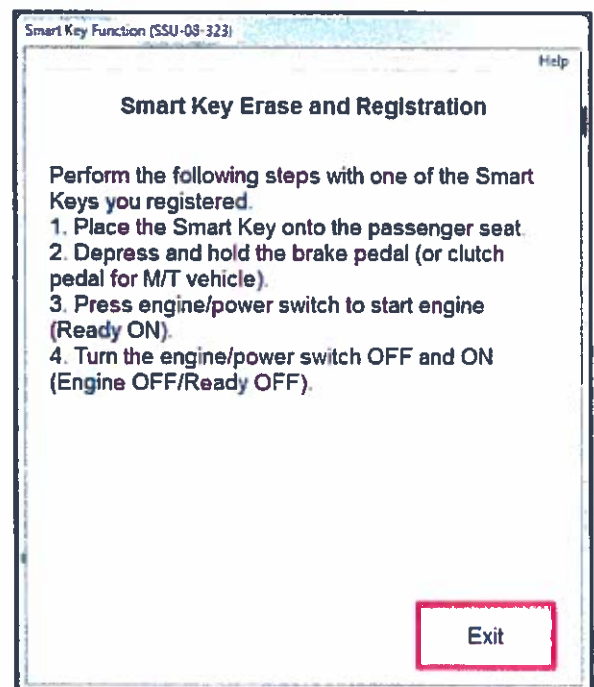 Smart Key Function (SSU-08-323)
Help
Smart Key Erase and Registration
Perform the following steps with one of the Smart
Keys you registered.
1. Place the Smart Key onto the passenger seat.
2. Depress and hold the brake pedal (or clutch
pedal for M/T vehicle).
3. Press engine/power switch to start engine
(Ready ON).
4. Turn the engine/power switch OFF and ON
(Engine OFF/Ready OFF).
Exit